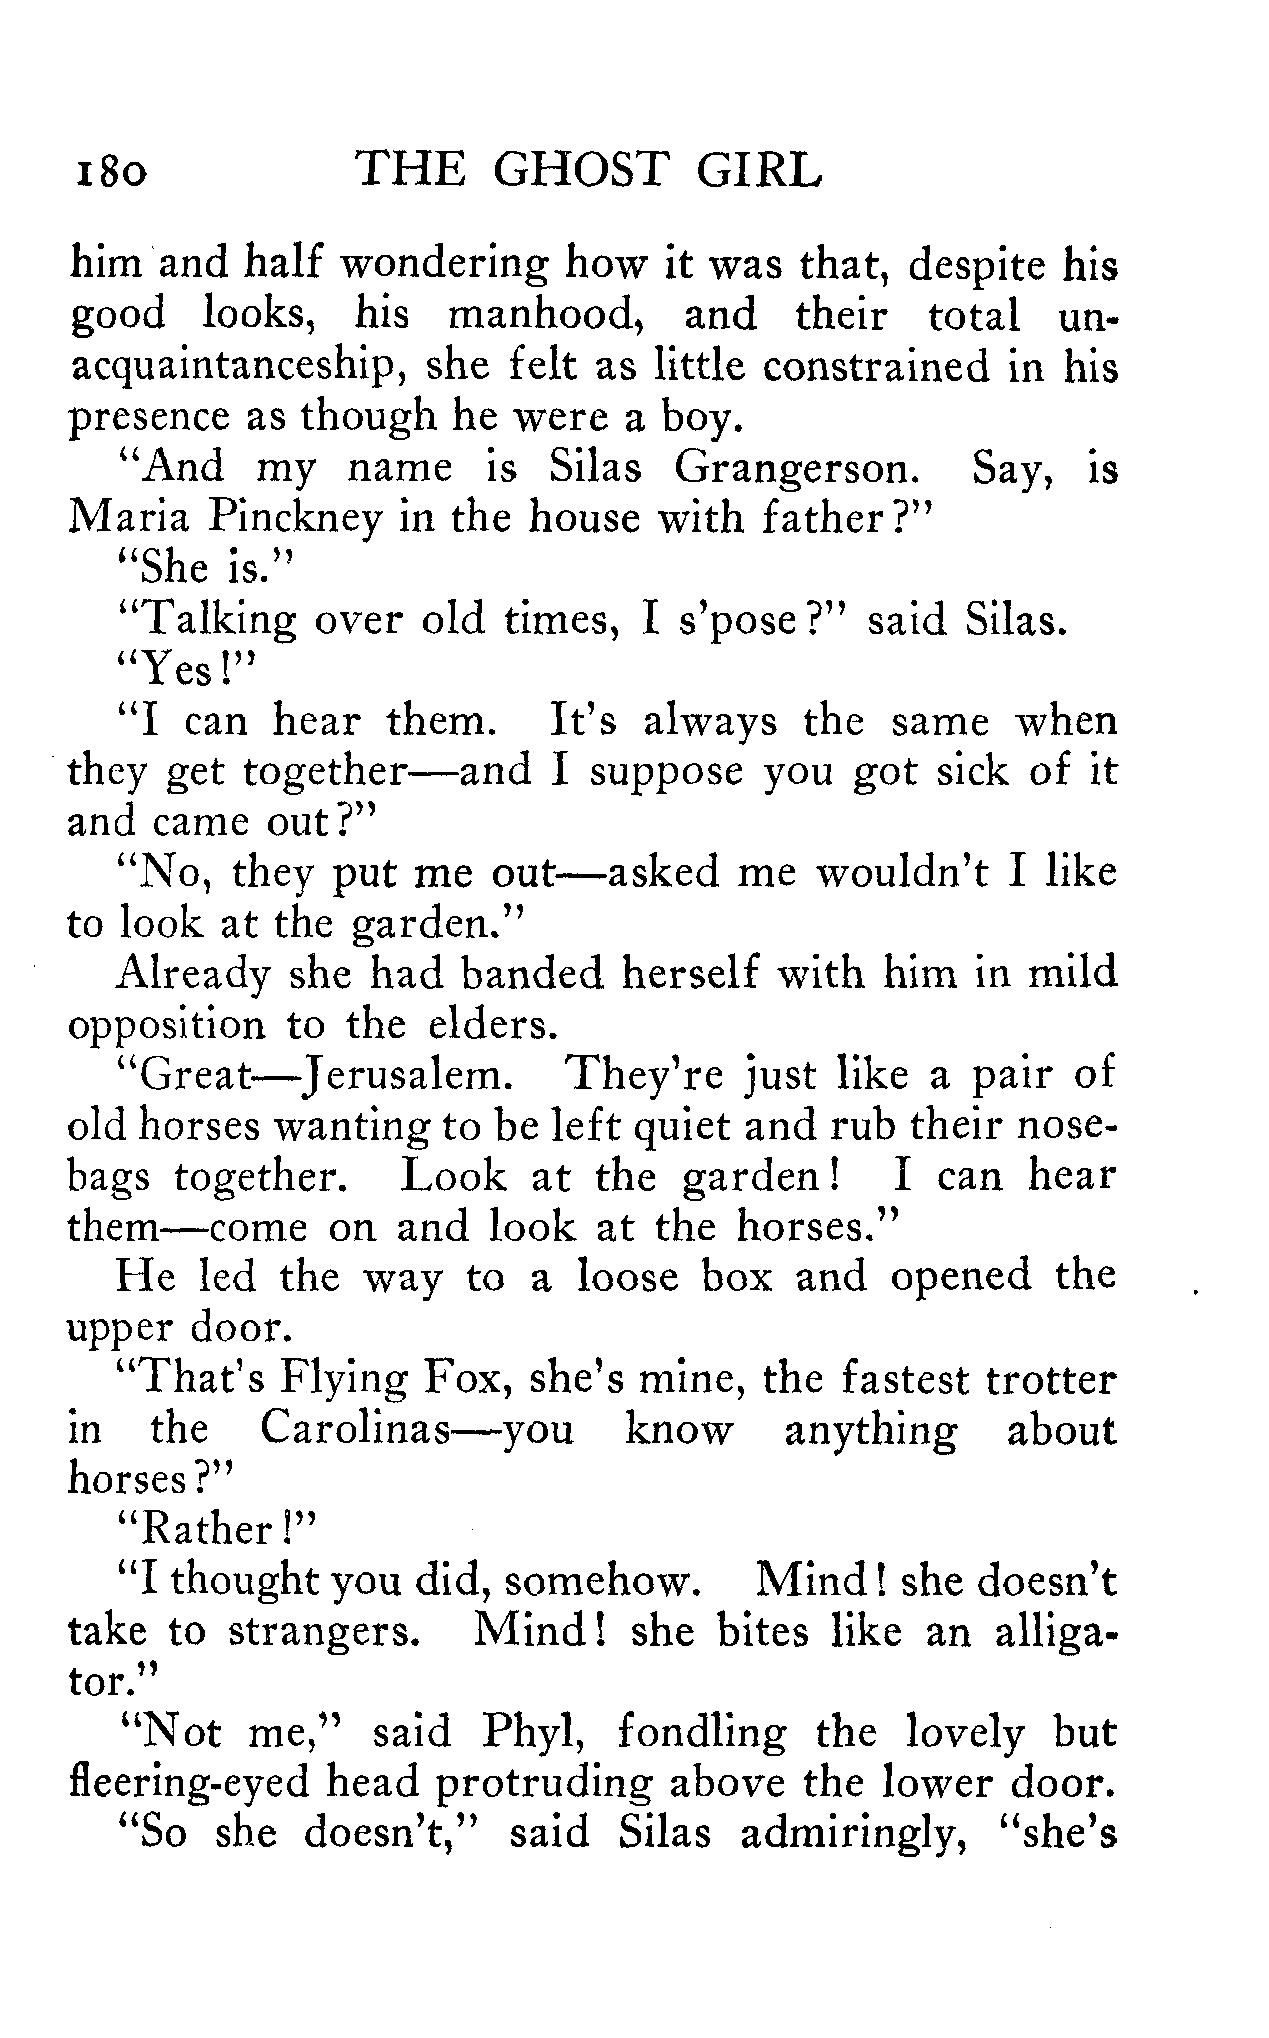 180 THE GHOST GIRL
him and half wondering how it was that, despite his
good looks, his manhood, and their total un-
acquaintanceship, she felt as little constrained in his
presence as though he were a boy.
“And my name is Silas Grangerson. Say, is
Maria Pinckney in the house with father?”
“She is.”
“Talking over old times, I s’pose?” said Silas.
“Yes!”
“I can hear them. It’s always the same when
they get together—and I suppose you got sick of it
and came out?”
“No, they put me out—asked me wouldn’t I like
to look at the garden.”
Already she had banded herself with him in mild
opposition to the elders.
“Great—Jerusalem. They’re just like a pair of
old horses wanting to be left quiet and rub their nose-
bags together. Look at the garden! I can hear
them—come on and look at the horses.”
He led the way to a loose box and opened the
upper door.
“That’s Flying Fox, she’s mine, the fastest trotter
in the Carolinas—you know anything about
horses?”
“Rather!”
“I thought you did, somehow. Mind! she doesn’t
take to strangers. Mind! she bites like an alliga-
tor.”
“Not me,” said Phyl, fondling the lovely but
fleering-eyed head protruding above the lower door.
“So she doesn’t,” said Silas admiringly, “she’s